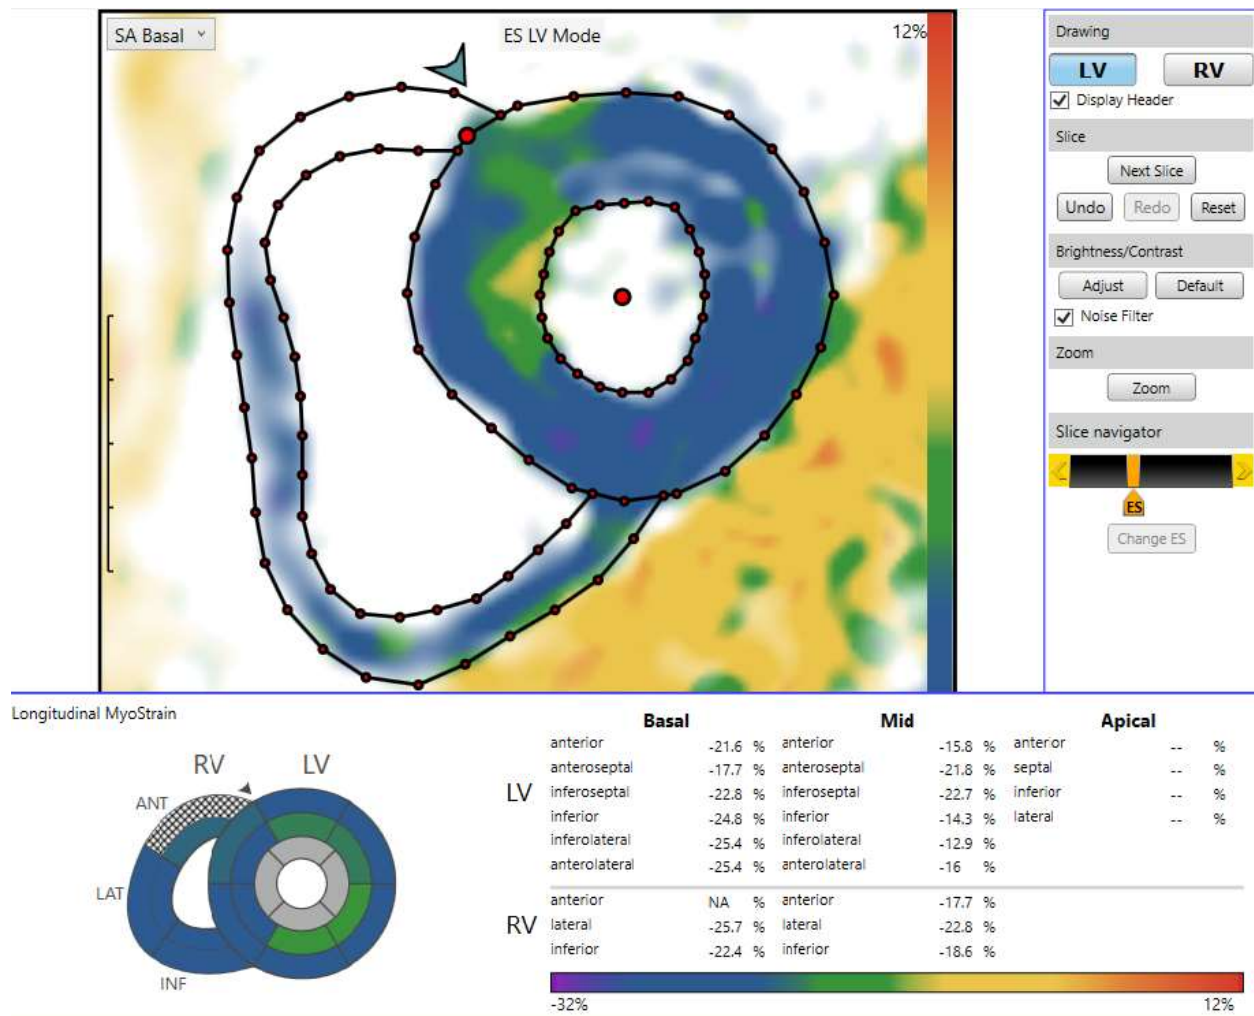 SA Basal
ES LV Mode
12%
Drawing
LV RV
Display Header
Slice
Next Slice
Undo Redo Reset
Brightness/Contrast
Adjust Default
Noise Filter
Zoom
Zoom
Slice navigator
ES
Change ES
Longitudinal MyoStrain
RV LV
ANT
LAT
INF
Basal Mid Apical
LV
anterior -21.6 % anterior -15.8 % anterior -- %
anteroseptal -17.7 % anteroseptal -21.8 % septal -- %
inferoseptal -22.8 % inferoseptal -22.7 % inferior -- %
inferior -24.8 % inferior -14.3 % lateral -- %
inferolateral -25.4 % inferolateral -12.9 %
anterolateral -25.4 % anterolateral -16 %
RV
anterior NA % anterior -17.7 %
lateral -25.7 % lateral -22.8 %
inferior -22.4 % inferior -18.6 %
-32% 12%